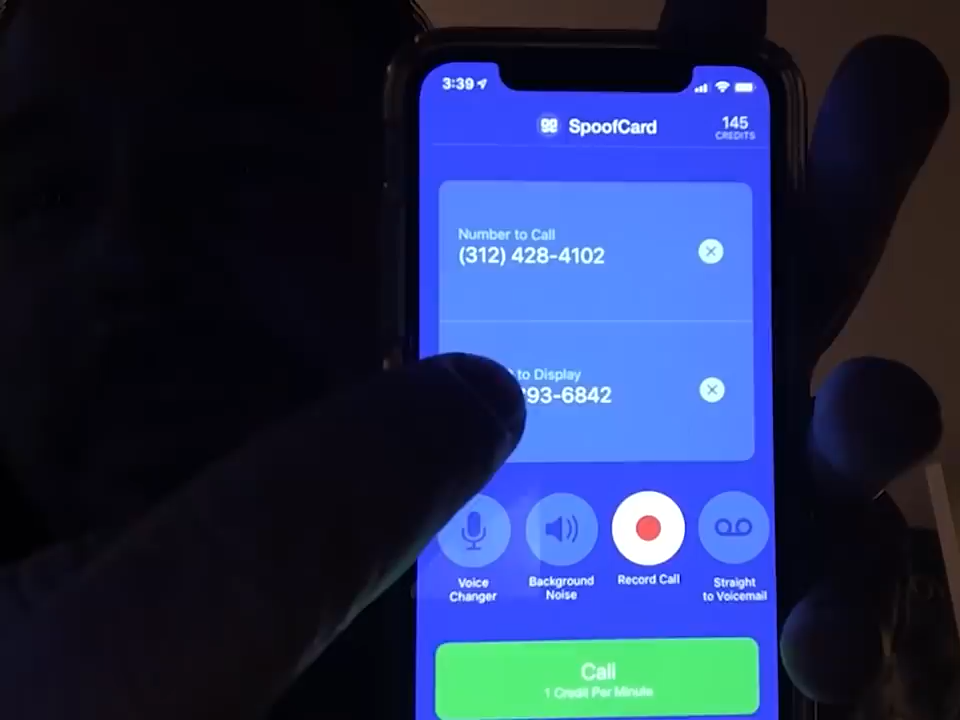 3:39
SpoofCard
145
CREDITS
Number to Call
(312) 428-4102
to Display
93-6842
Voice
Changer
Background
Noise
Record Call
Straight
to Voicemail
Call
1 Credit Per Minute